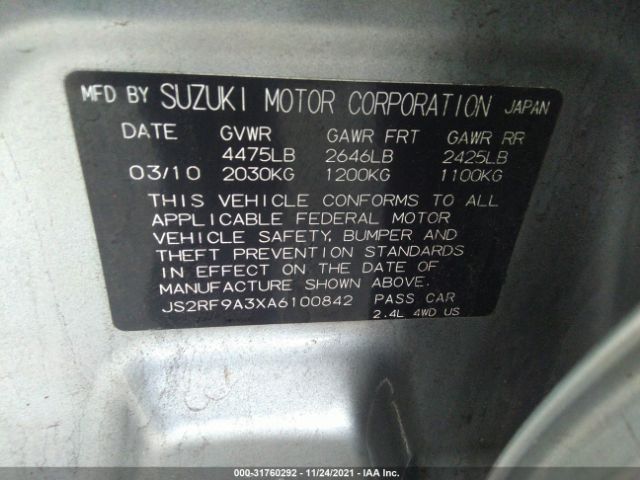 MFD BY SUZUKI MOTOR CORPORATION JAPAN
DATE GVWR GAWR FRT GAWR RR
4475LB 2646LB 2425LB
03/10 2030KG 1200KG 1100KG
THIS VEHICLE CONFORMS TO ALL
APPLICABLE FEDERAL MOTOR
VEHICLE SAFETY, BUMPER AND
THEFT PREVENTION STANDARDS
IN EFFECT ON THE DATE OF
MANUFACTURE SHOWN ABOVE.
JS2RF9A3XA6100842 PASS CAR
2.4L 4WD US
000-31760292 - 11/24/2021 - IAA Inc.